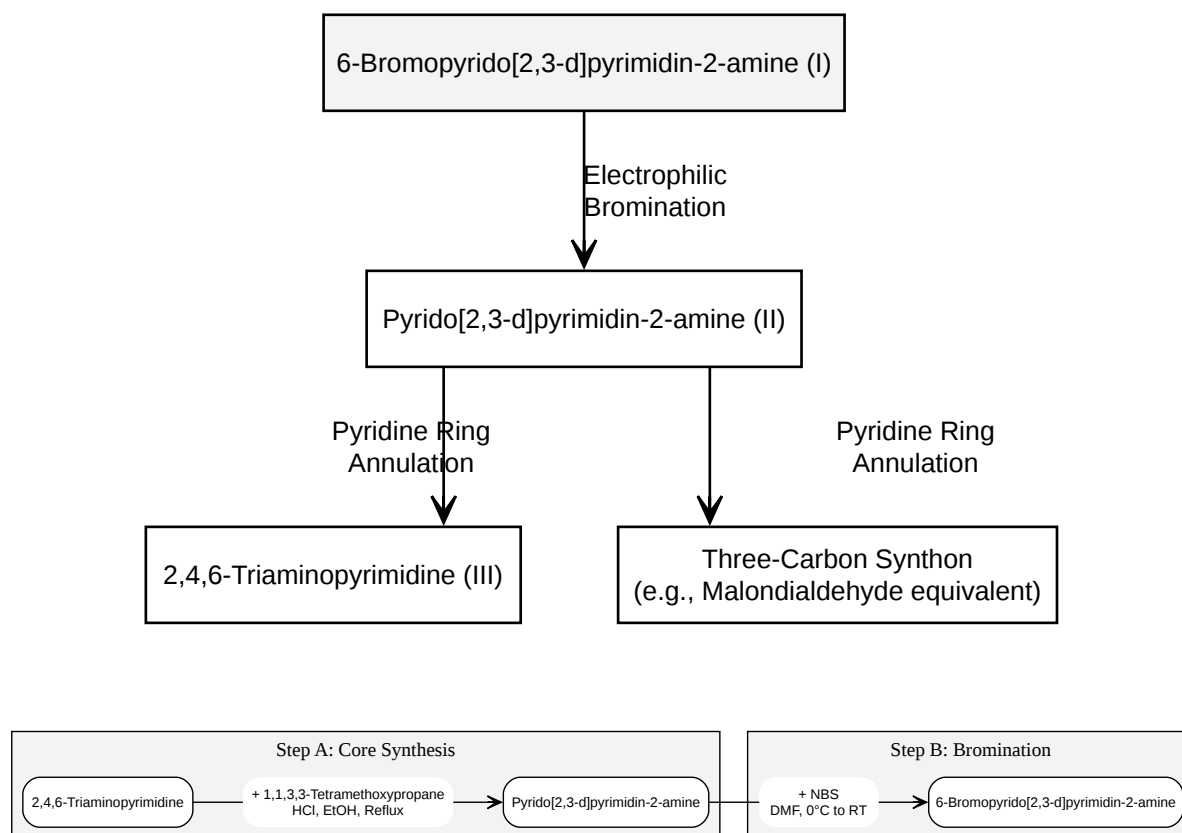 6-Bromopyrido[2,3-d]pyrimidin-2-amine (I)
Electrophilic
Bromination
Pyrido[2,3-d]pyrimidin-2-amine (II)
Pyridine Ring
Annulation
Pyridine Ring
Annulation
2,4,6-Triaminopyrimidine (III)
Three-Carbon Synthon
(e.g., Malondialdehyde equivalent)
Step A: Core Synthesis
2,4,6-Triaminopyrimidine
+ 1,1,3,3-Tetramethoxypropane
HCl, EtOH, Reflux
Pyrido[2,3-d]pyrimidin-2-amine
Step B: Bromination
+ NBS
DMF, 0°C to RT
6-Bromopyrido[2,3-d]pyrimidin-2-amine